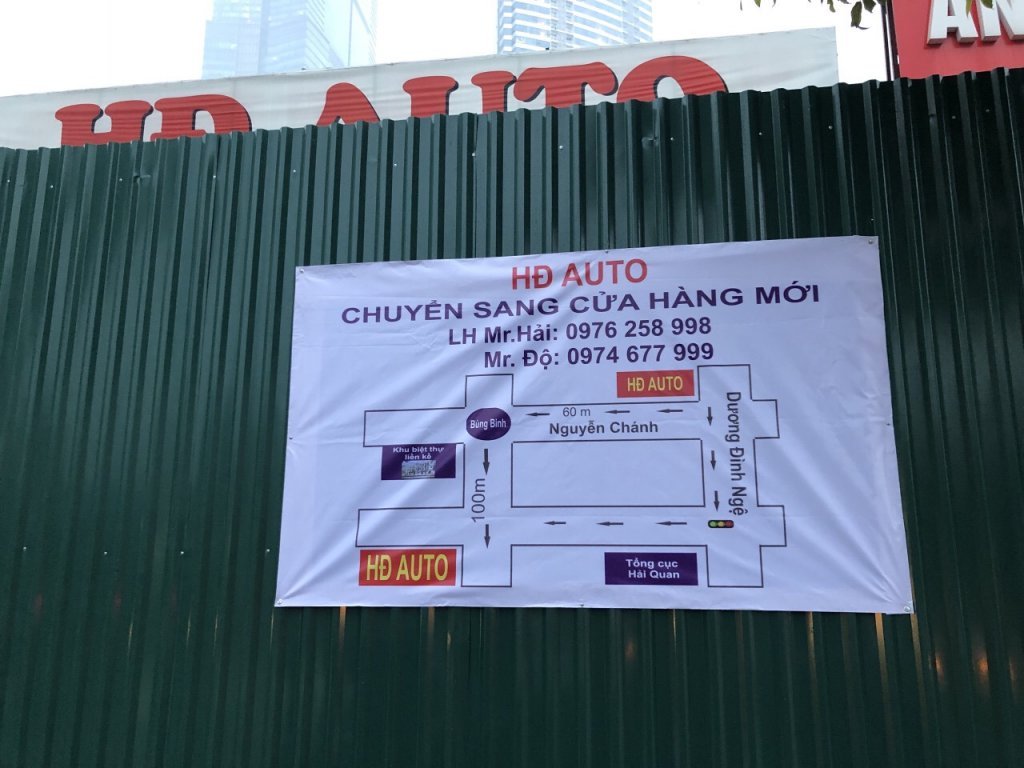 HĐ AUTO
AN
HĐ AUTO
CHUYỂN SANG CỬA HÀNG MỚI
LH Mr.Hải: 0976 258 998
Mr. Độ: 0974 677 999
HĐ AUTO
60 m
Nguyễn Chánh
Bùng Binh
Dương Đình Nghệ
Khu biệt thự
liền kề
100m
HĐ AUTO
Tổng cục
Hải Quan